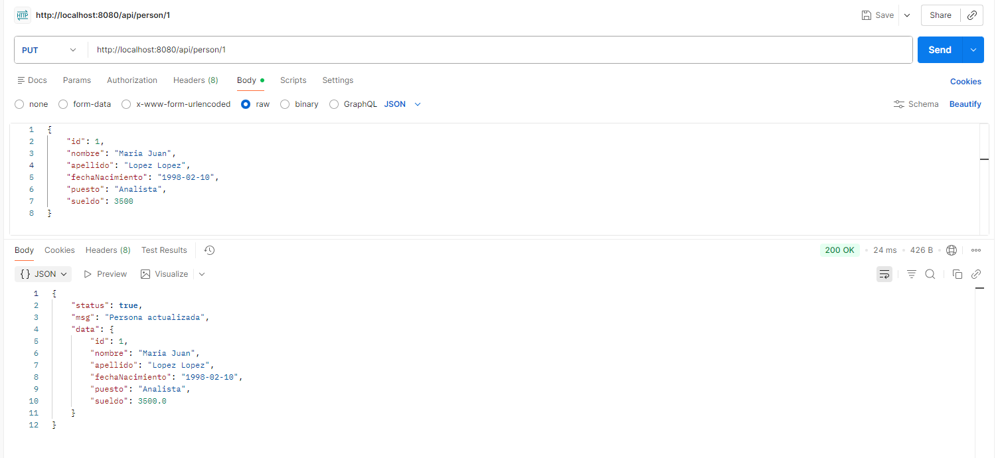 HTTP http://localhost:8080/api/person/1 Save Share
PUT http://localhost:8080/api/person/1 Send
Docs Params Authorization Headers (8) Body Scripts Settings Cookies
none form-data x-www-form-urlencoded raw binary GraphQL JSON Schema Beautify
1 {
2 "id": 1,
3 "nombre": "Maria Juan",
4 "apellido": "Lopez Lopez",
5 "fechaNacimiento": "1998-02-10",
6 "puesto": "Analista",
7 "sueldo": 3500
8 }
Body Cookies Headers (8) Test Results 200 OK • 24 ms • 426 B •
{} JSON Preview Visualize
1 {
2 "status": true,
3 "msg": "Persona actualizada",
4 "data": {
5 "id": 1,
6 "nombre": "Maria Juan",
7 "apellido": "Lopez Lopez",
8 "fechaNacimiento": "1998-02-10",
9 "puesto": "Analista",
10 "sueldo": 3500.0
11 }
12 }